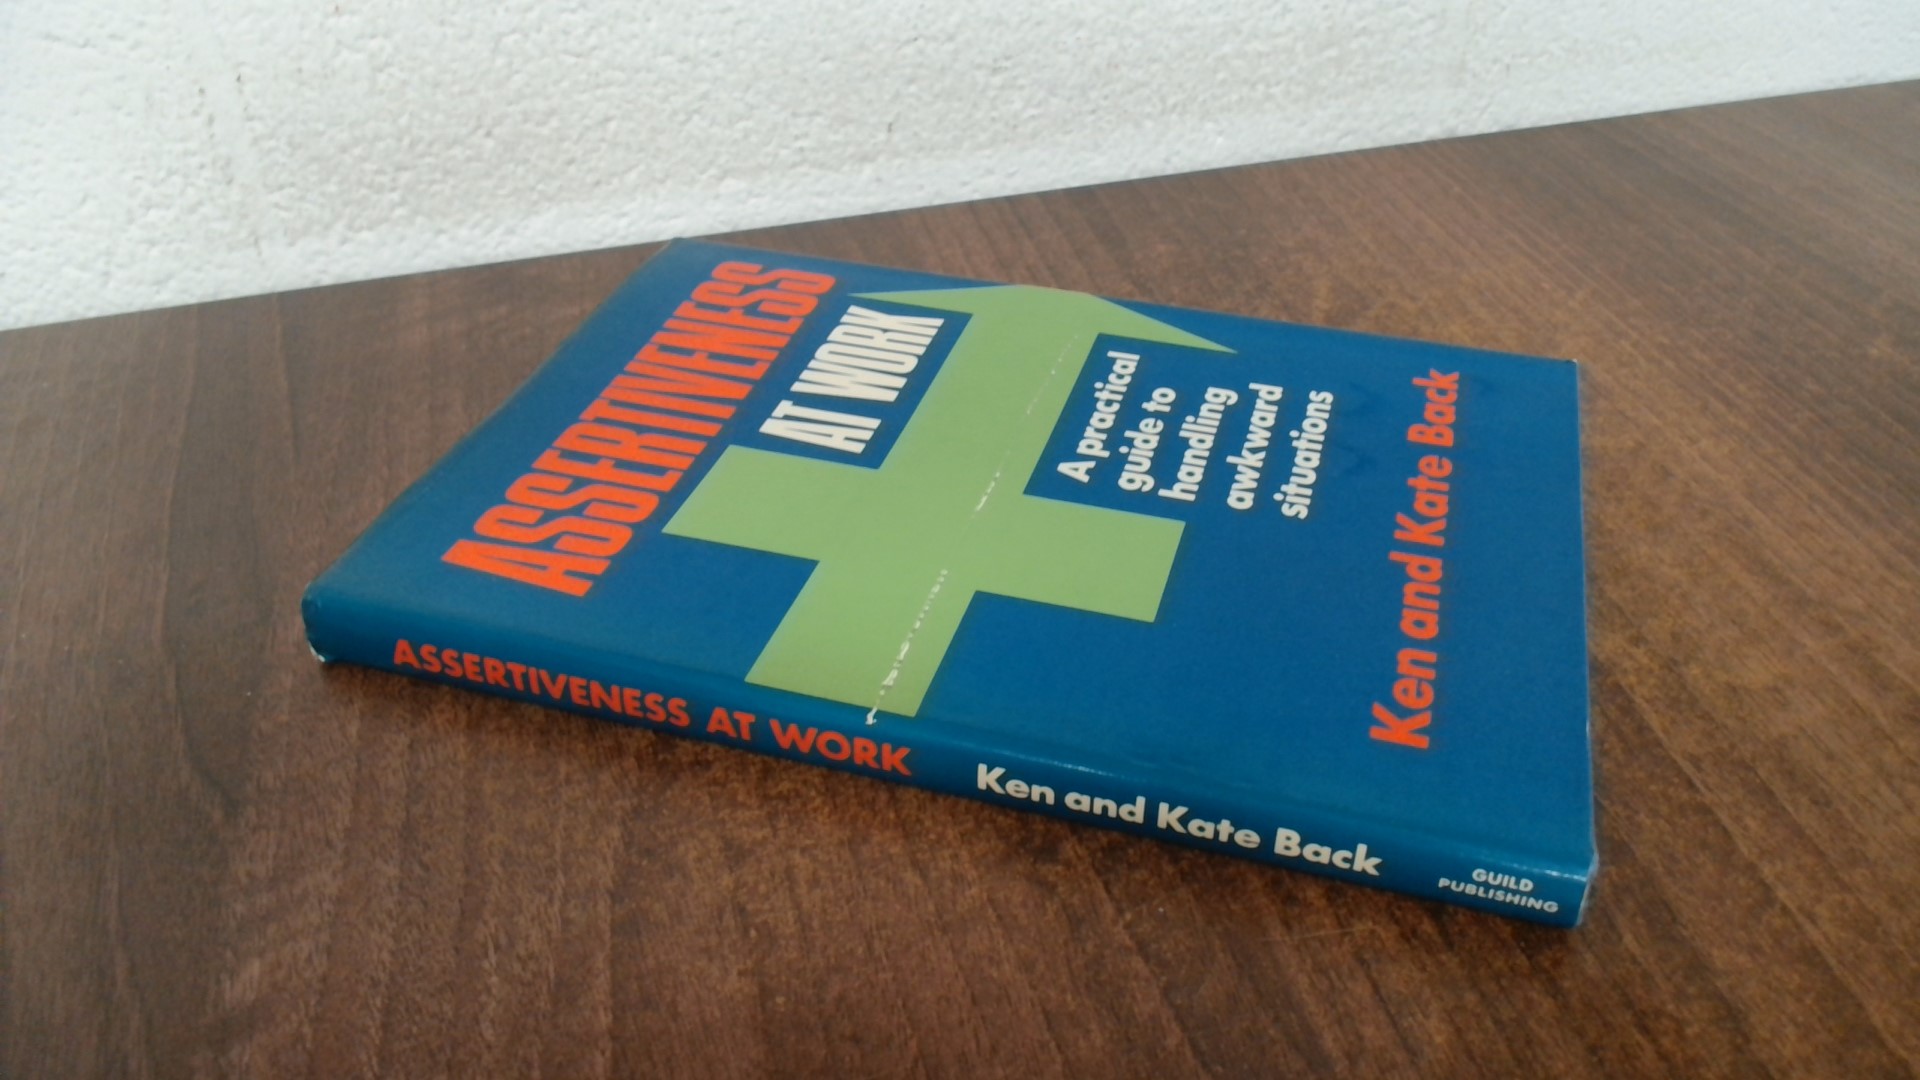 ASSERTIVENESS
AT WORK
A practical
guide to
handling
awkward
situations
Ken and Kate Back
ASSERTIVENESS AT WORK
Ken and Kate Back
GUILD
PUBLISHING